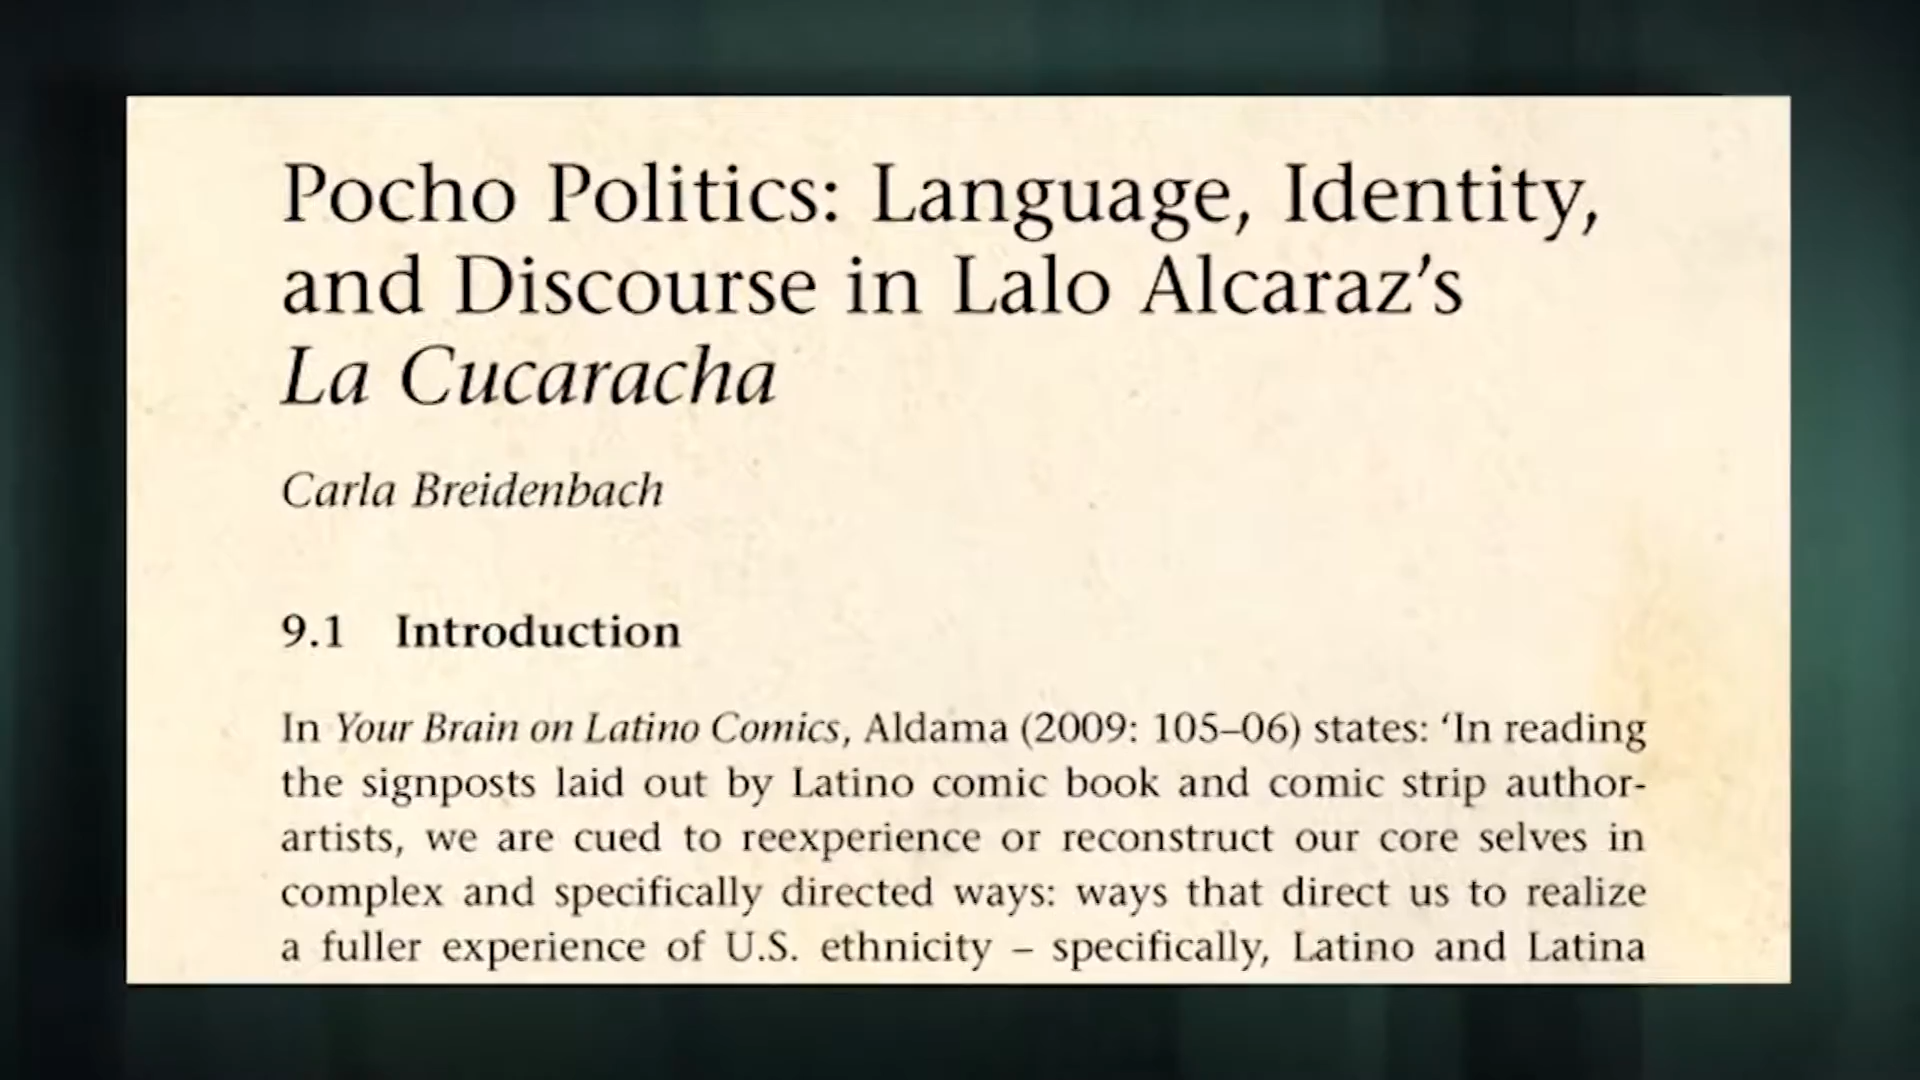 Pocho Politics: Language, Identity,
and Discourse in Lalo Alcaraz's
La Cucaracha
Carla Breidenbach
9.1 Introduction
In Your Brain on Latino Comics, Aldama (2009: 105–06) states: ‘In reading
the signposts laid out by Latino comic book and comic strip author-
artists, we are cued to reexperience or reconstruct our core selves in
complex and specifically directed ways: ways that direct us to realize
a fuller experience of U.S. ethnicity – specifically, Latino and Latina